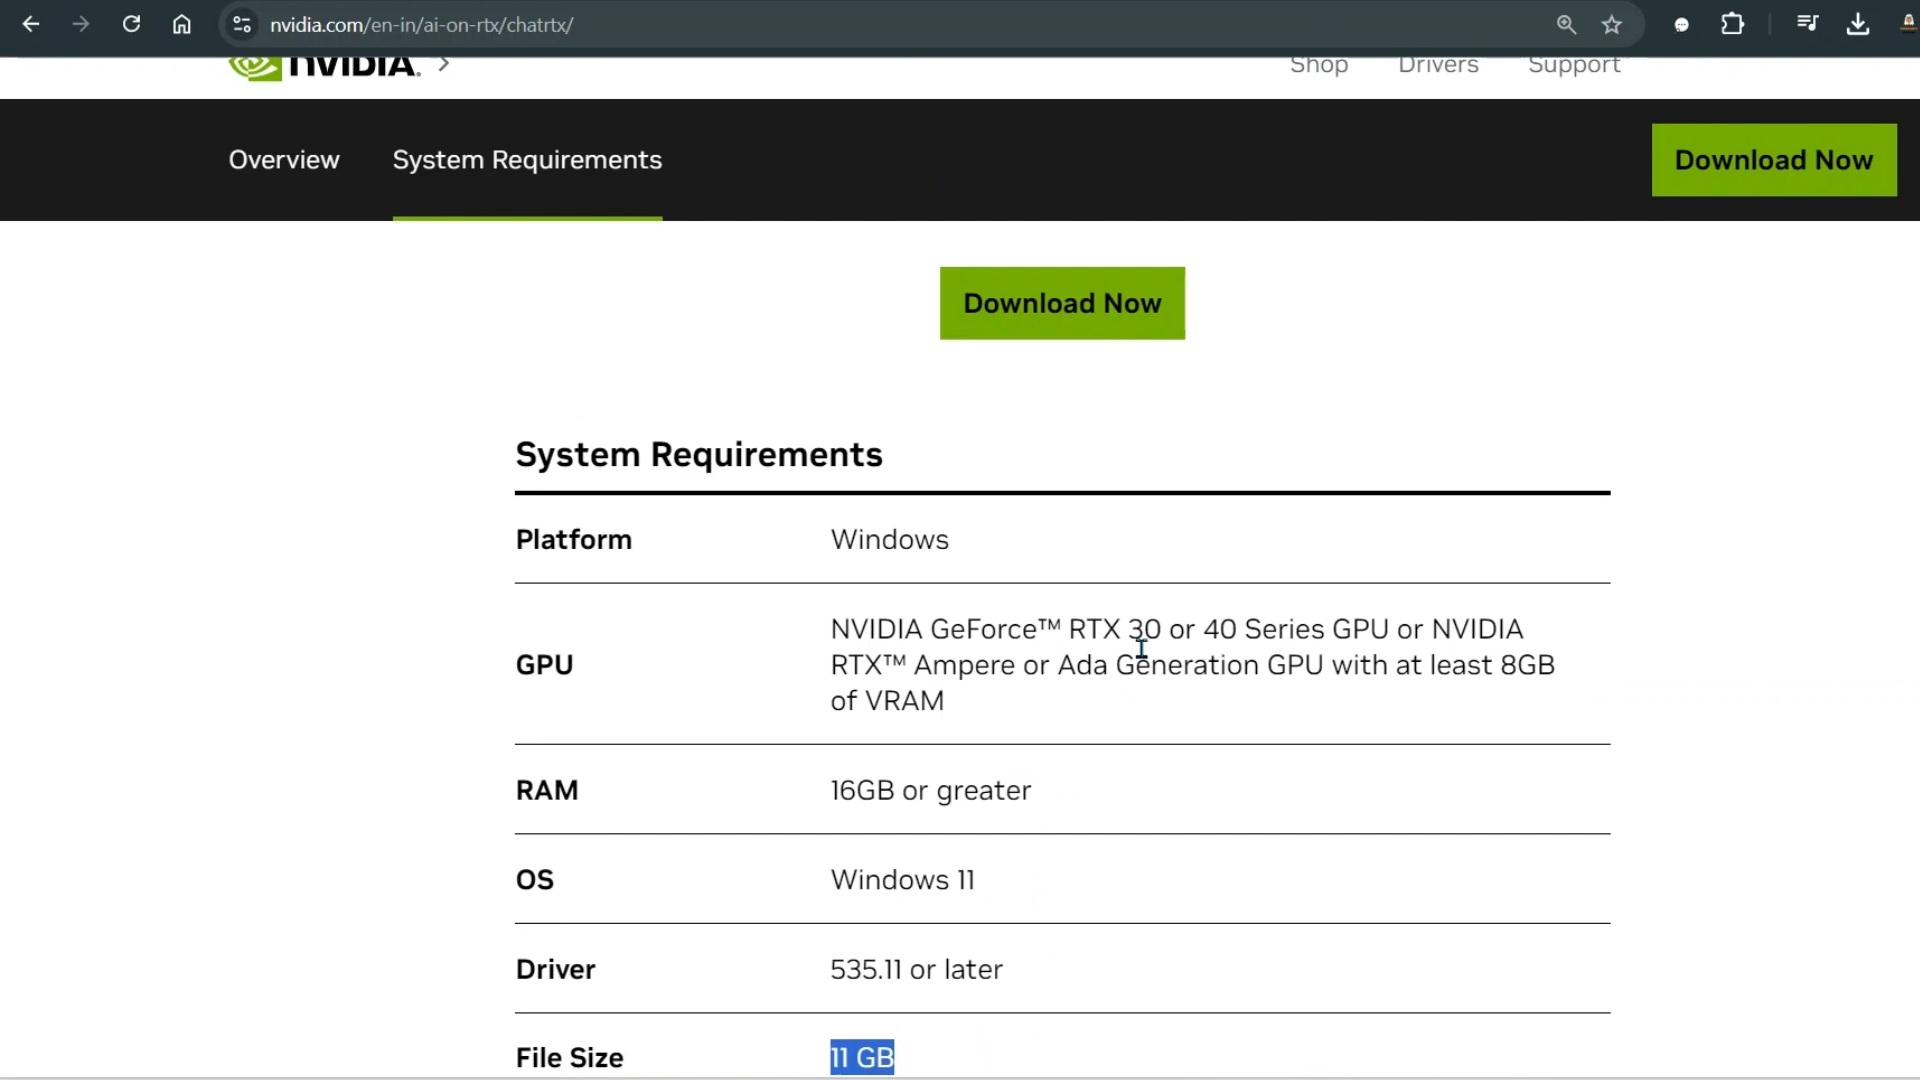 nvidia.com/en-in/ai-on-rtx/chatrtx/
NVIDIA.
Shop Drivers Support
Overview System Requirements Download Now
Download Now
System Requirements
Platform Windows
GPU NVIDIA GeForce™ RTX 30 or 40 Series GPU or NVIDIA
RTX™ Ampere or Ada Generation GPU with at least 8GB
of VRAM
RAM 16GB or greater
OS Windows 11
Driver 535.11 or later
File Size 11 GB